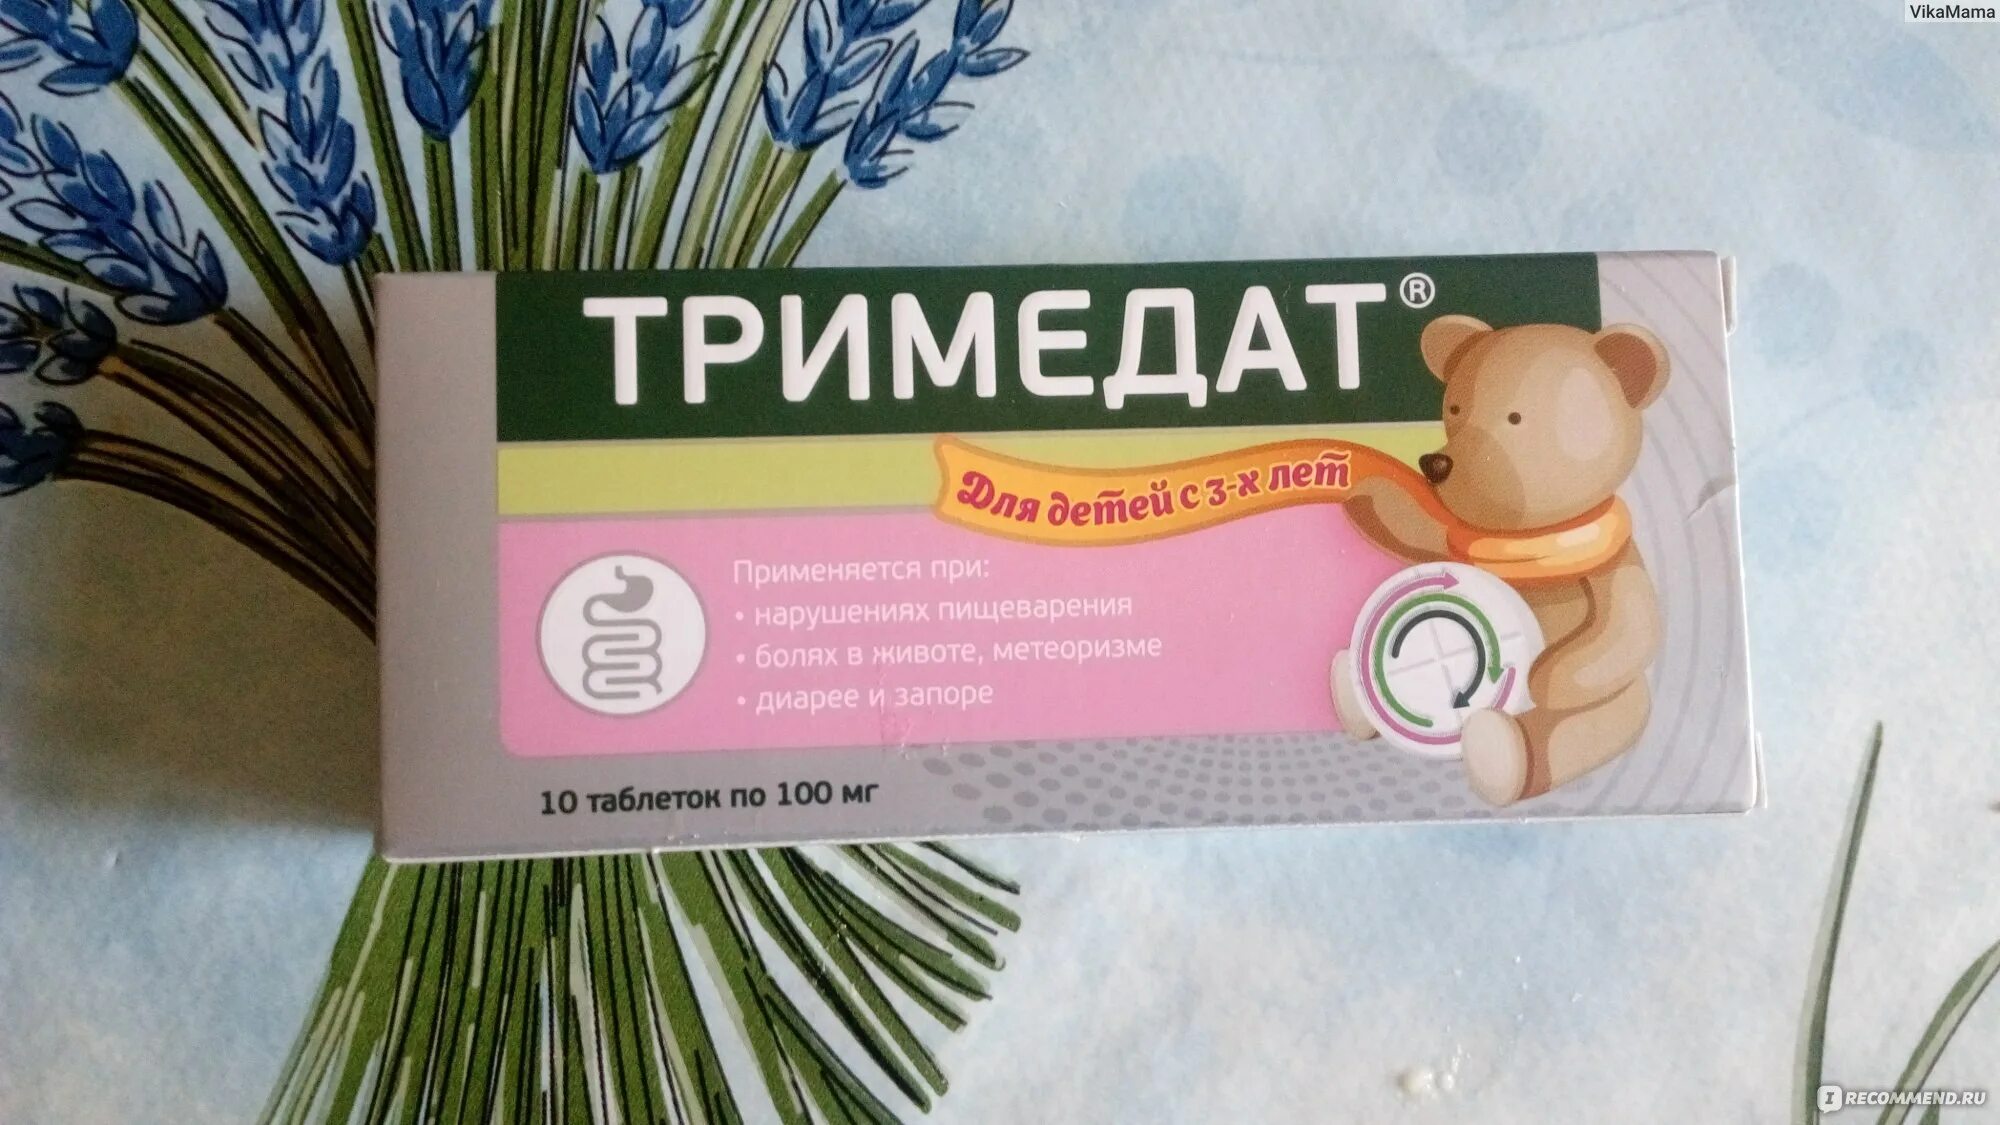 VikaMama
ТРИМЕДАТ®
Для детей с 3-х лет
Применяется при:
• нарушениях пищеварения
• болях в животе, метеоризме
• диарее и запоре
10 таблеток по 100 мг
I RECOMMEND.RU